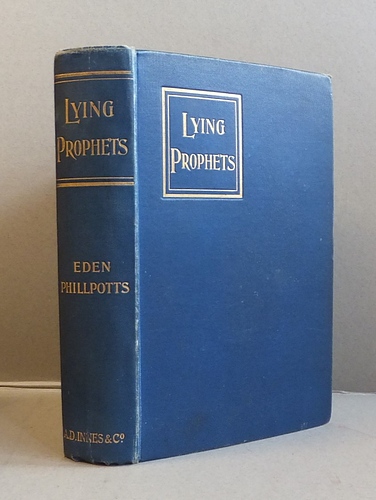 LYING
PROPHETS
EDEN
PHILLPOTTS
A.D. INNES & Co
LYING
PROPHETS